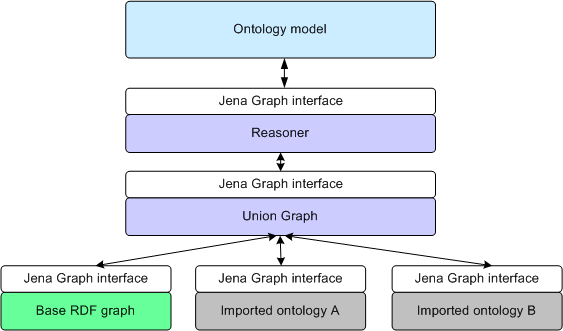 Ontology model
Jena Graph interface
Reasoner
Jena Graph interface
Union Graph
Jena Graph interface
Jena Graph interface
Jena Graph interface
Base RDF graph
Imported ontology A
Imported ontology B